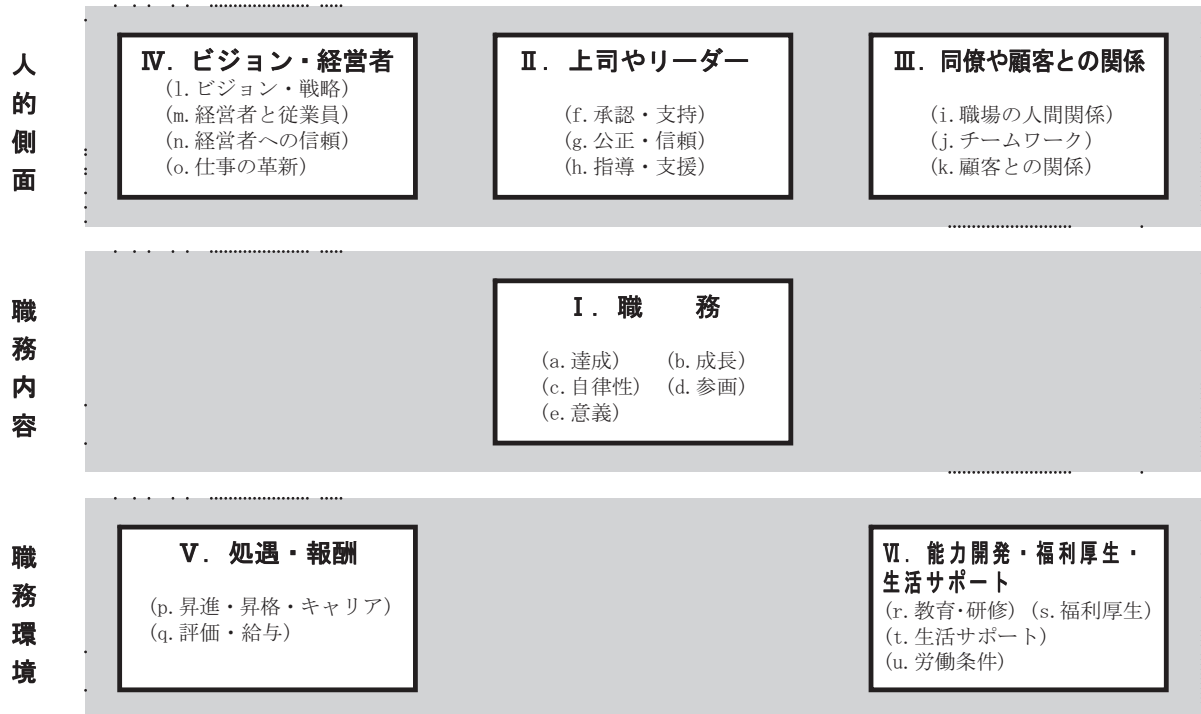 人的側面
Ⅳ. ビジョン・経営者
(l. ビジョン・戦略)
(m. 経営者と従業員)
(n. 経営者への信頼)
(o. 仕事の革新)
Ⅱ. 上司やリーダー
(f. 承認・支持)
(g. 公正・信頼)
(h. 指導・支援)
Ⅲ. 同僚や顧客との関係
(i. 職場の人間関係)
(j. チームワーク)
(k. 顧客との関係)
職務内容
Ⅰ. 職 務
(a. 達成) (b. 成長)
(c. 自律性) (d. 参画)
(e. 意義)
職務環境
Ⅴ. 処遇・報酬
(p. 昇進・昇格・キャリア)
(q. 評価・給与)
Ⅵ. 能力開発・福利厚生・
生活サポート
(r. 教育・研修) (s. 福利厚生)
(t. 生活サポート)
(u. 労働条件)